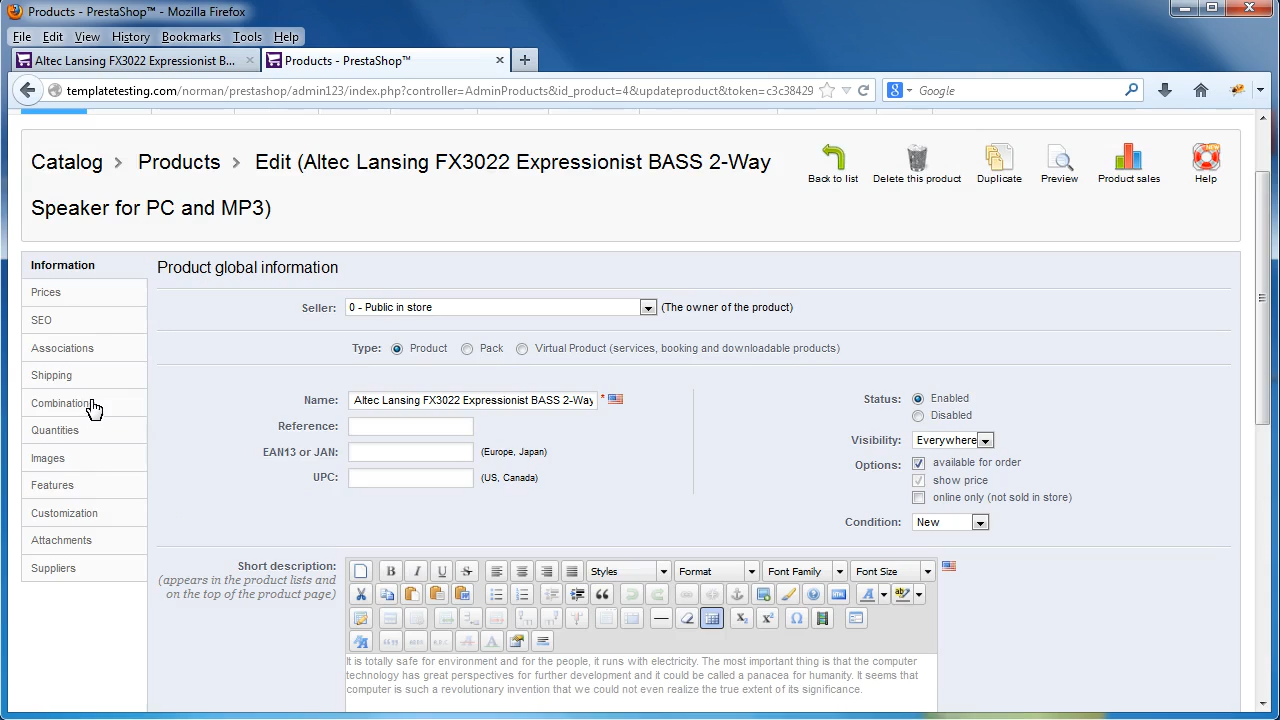 Products - PrestaShop™ - Mozilla Firefox
File Edit View History Bookmarks Tools Help
Altec Lansing FX3022 Expressionist B...
Products - PrestaShop™
templatetesting.com/norman/prestashop/admin123/index.php?controller=AdminProducts&id_product=4&updateproduct&token=c3c38429
Google
Catalog > Products > Edit (Altec Lansing FX3022 Expressionist BASS 2-Way
Speaker for PC and MP3)
Back to list
Delete this product
Duplicate
Preview
Product sales
Help
Information
Prices
SEO
Associations
Shipping
Combinations
Quantities
Images
Features
Customization
Attachments
Suppliers
Product global information
Seller: 0 - Public in store (The owner of the product)
Type: Product Pack Virtual Product (services, booking and downloadable products)
Name: Altec Lansing FX3022 Expressionist BASS 2-Way *
Reference:
EAN13 or JAN: (Europe, Japan)
UPC: (US, Canada)
Status: Enabled
Disabled
Visibility: Everywhere
Options: available for order
show price
online only (not sold in store)
Condition: New
Short description:
(appears in the product lists and
on the top of the product page)
Styles Format Font Family Font Size
It is totally safe for environment and for the people, it runs with electricity. The most important thing is that the computer
technology has great perspectives for further development and it could be called a panacea for humanity. It seems that
computer is such a revolutionary invention that we could not even realize the true extent of its significance.